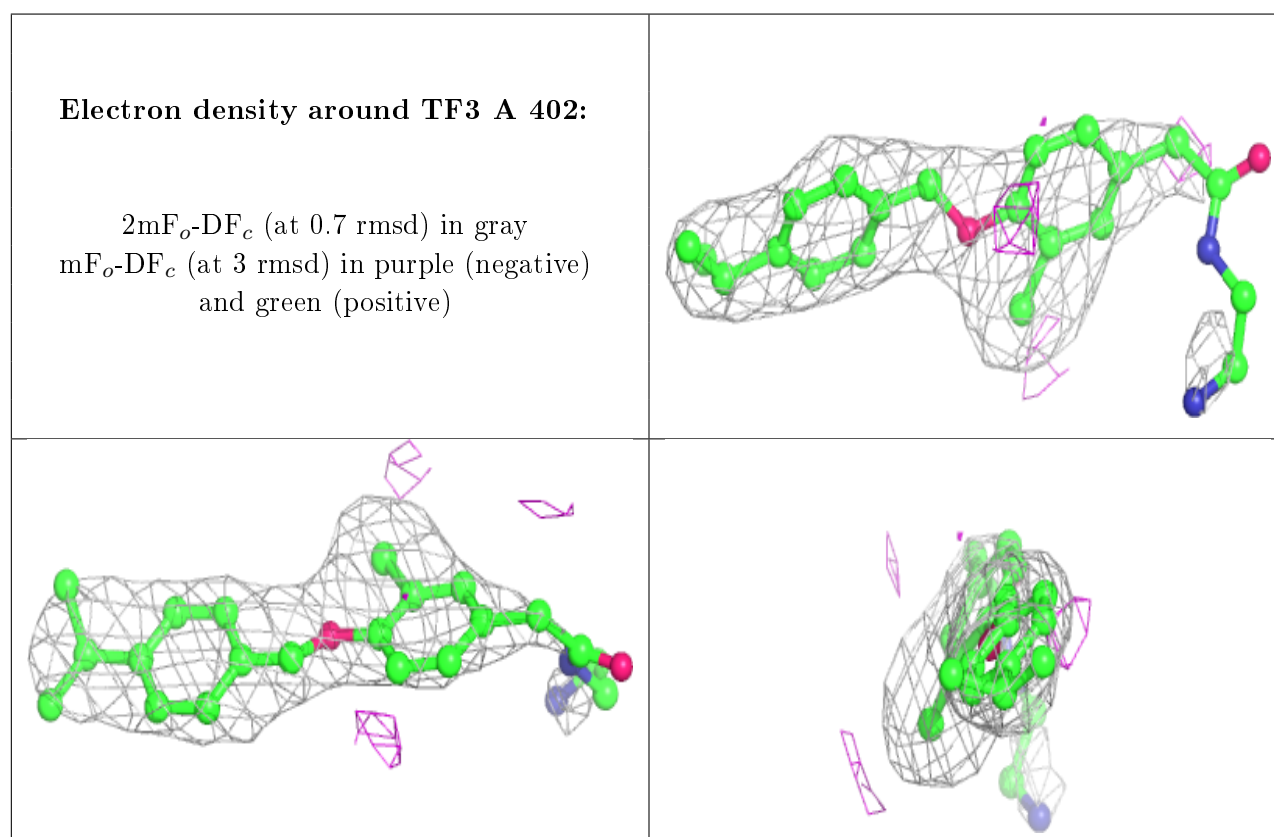 Electron density around TF3 A 402:
2mFₒ-DF𝒸 (at 0.7 rmsd) in gray
mFₒ-DF𝒸 (at 3 rmsd) in purple (negative)
and green (positive)